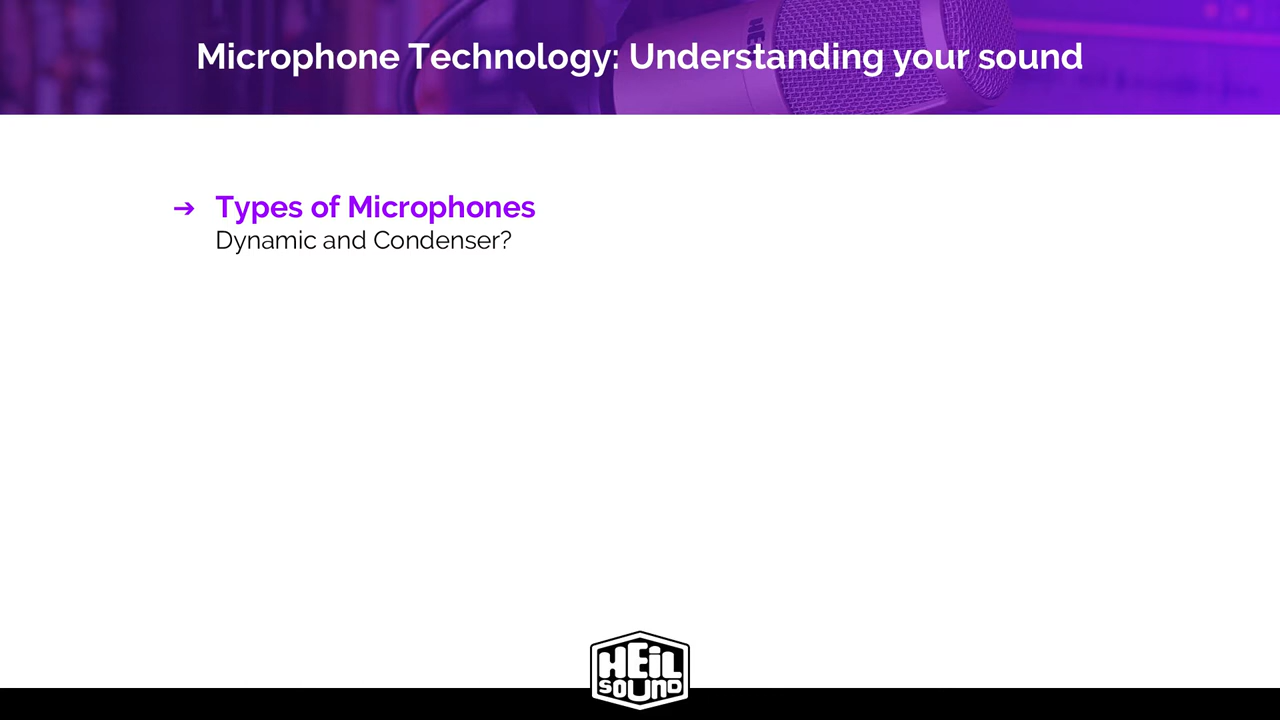 Microphone Technology: Understanding your sound
➔ Types of Microphones
Dynamic and Condenser?
HEiL
SOUND